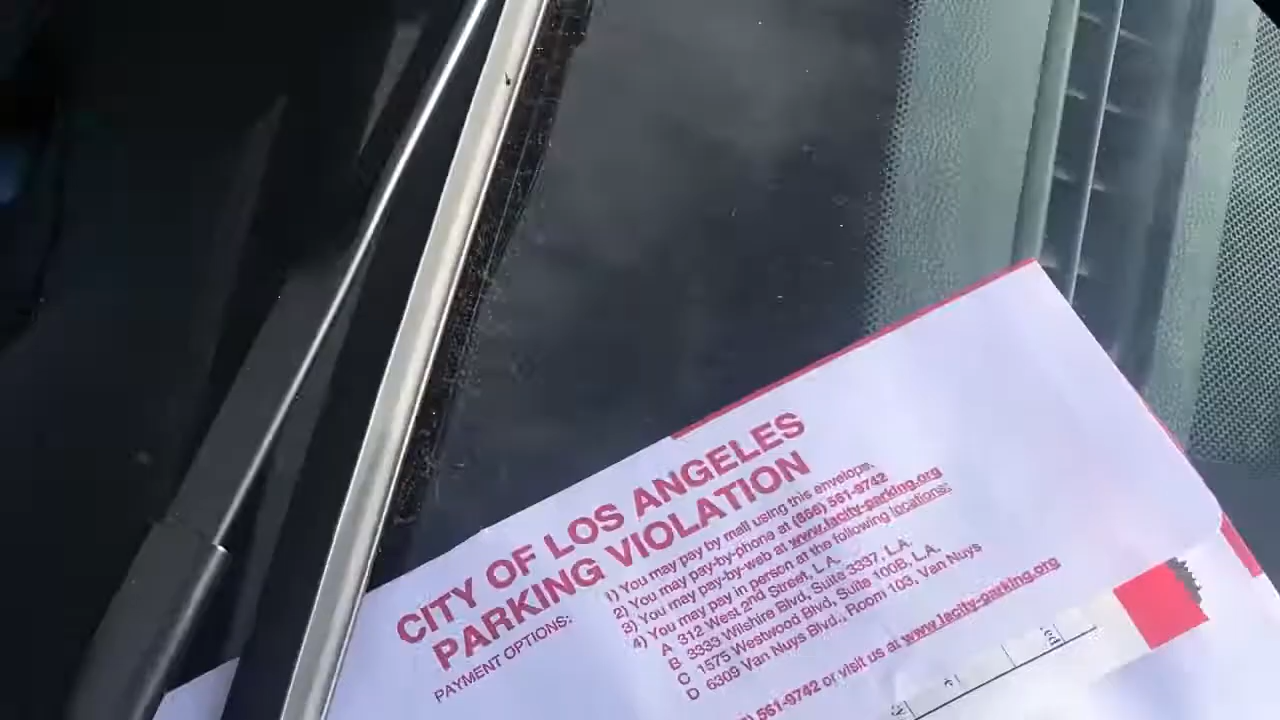 CITY OF LOS ANGELES
PARKING VIOLATION
PAYMENT OPTIONS:
1) You may pay by mail using this envelope.
2) You may pay-by-phone at (866) 561-9742
3) You may pay-by-web at www.lacity-parking.org
4) You may pay in person at the following locations:
A 312 West 2nd Street, L.A.
B 3333 Wilshire Blvd, Suite 3337, L.A.
C 1575 Westwood Blvd, Suite 100B, L.A.
D 6309 Van Nuys Blvd., Room 103, Van Nuys
561-9742 or visit us at www.lacity-parking.org